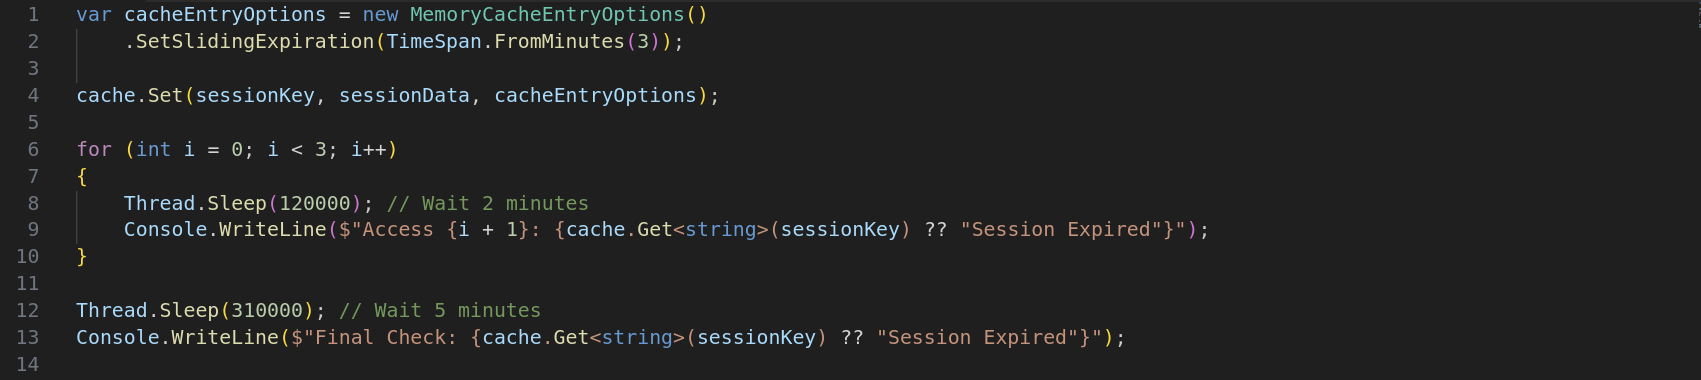 1 var cacheEntryOptions = new MemoryCacheEntryOptions()
2     .SetSlidingExpiration(TimeSpan.FromMinutes(3));
3
4 cache.Set(sessionKey, sessionData, cacheEntryOptions);
5
6 for (int i = 0; i < 3; i++)
7 {
8     Thread.Sleep(120000); // Wait 2 minutes
9     Console.WriteLine($"Access {i + 1}: {cache.Get<string>(sessionKey) ?? "Session Expired"}");
10 }
11
12 Thread.Sleep(310000); // Wait 5 minutes
13 Console.WriteLine($"Final Check: {cache.Get<string>(sessionKey) ?? "Session Expired"}");
14